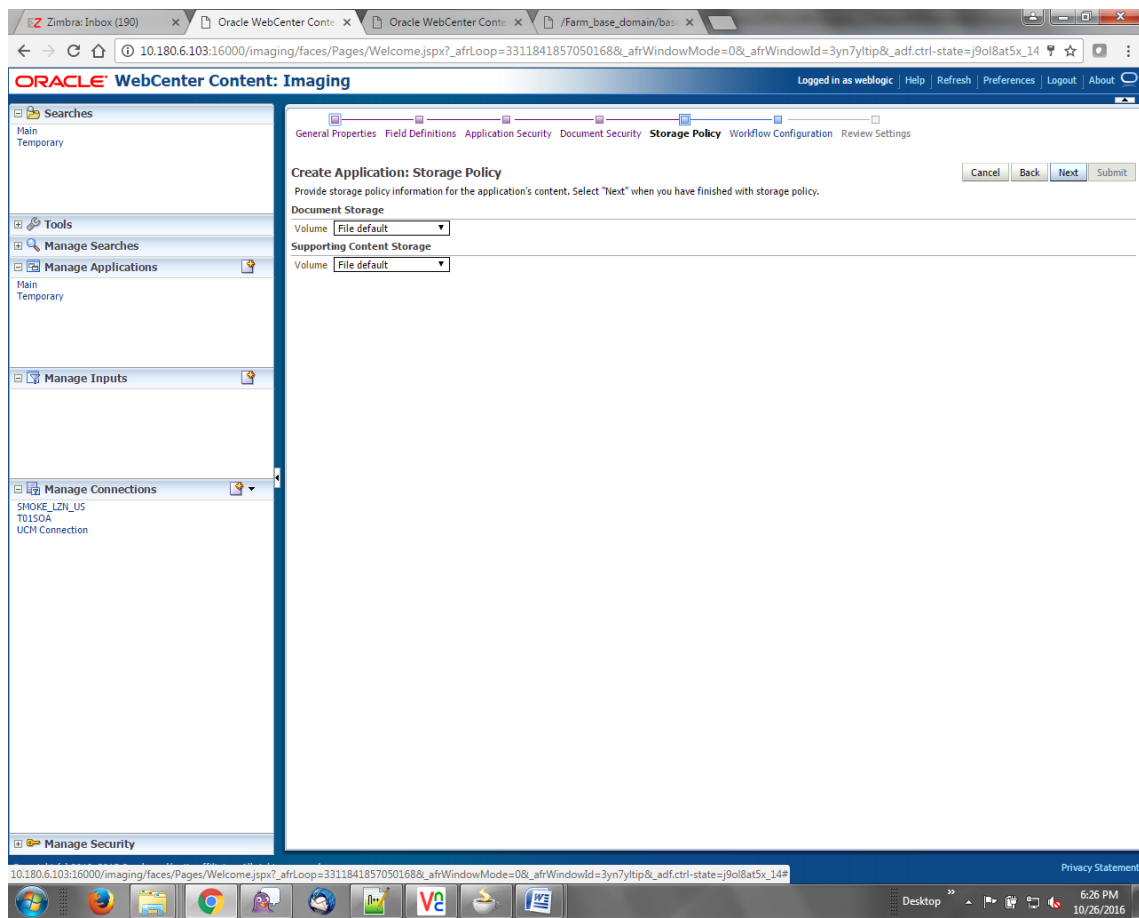 Zimbra: Inbox (190)
Oracle WebCenter Conte
Oracle WebCenter Conte
/Farm_base_domain/bas
10.180.6.103:16000/imaging/faces/Pages/Welcome.jspx?_afrLoop=3311841857050168&_afrWindowMode=0&_afrWindowId=3yn7yltip&_adf.ctrl-state=j9ol8at5x_14
ORACLE WebCenter Content: Imaging
Logged in as weblogic Help Refresh Preferences Logout About
Searches
Main
Temporary
Tools
Manage Searches
Manage Applications
Main
Temporary
Manage Inputs
Manage Connections
SMOKE_LZN_US
T01SOA
UCM Connection
Manage Security
General Properties Field Definitions Application Security Document Security Storage Policy Workflow Configuration Review Settings
Create Application: Storage Policy
Cancel Back Next Submit
Provide storage policy information for the application's content. Select "Next" when you have finished with storage policy.
Document Storage
Volume File default
Supporting Content Storage
Volume File default
10.180.6.103:16000/imaging/faces/Pages/Welcome.jspx?_afrLoop=3311841857050168&_afrWindowMode=0&_afrWindowId=3yn7yltip&_adf.ctrl-state=j9ol8at5x_14#
Privacy Statement
Desktop
6:26 PM
10/26/2016